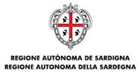 REGIONE AUTÒNOMA DE SARDIGNA
REGIONE AUTONOMA DELLA SARDEGNA